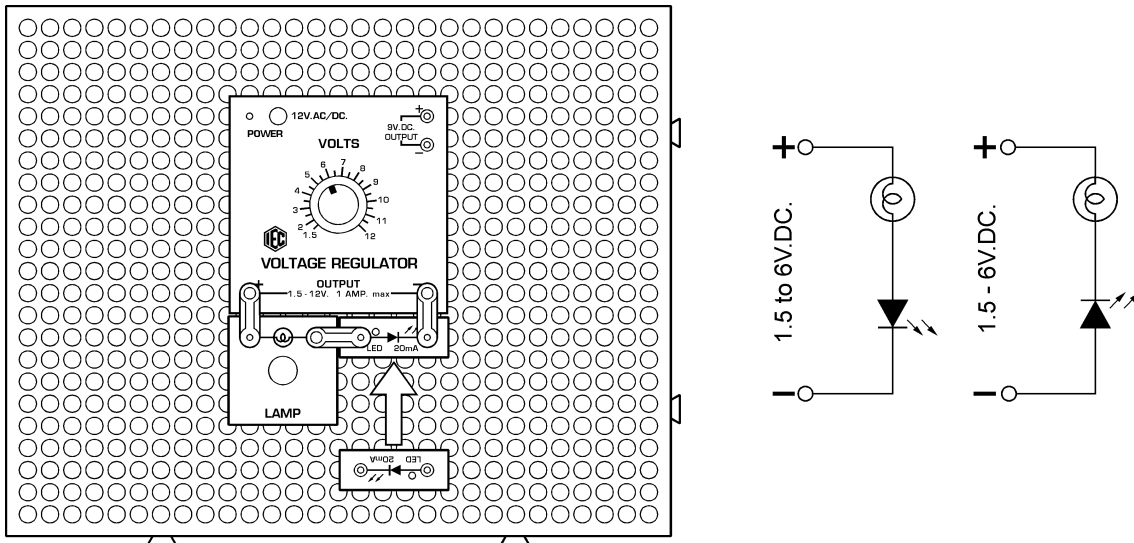 12V.AC/DC.
POWER
+
9V.DC.
OUTPUT
−
VOLTS
1.5
2
3
4
5
6
7
8
9
10
11
12
IEC
VOLTAGE REGULATOR
OUTPUT
+ 1.5 - 12V. 1 AMP. max −
LED 20mA
LAMP
LED 20mA
+
1.5 to 6V.DC.
−
+
1.5 - 6V.DC.
−